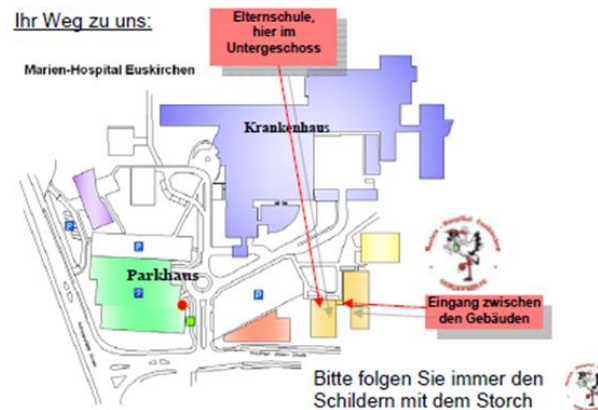 Ihr Weg zu uns:
Elternschule,
hier im
Untergeschoss
Marien-Hospital Euskirchen
Krankenhaus
P
P
Parkhaus
P
P
Eingang zwischen
den Gebäuden
Bitte folgen Sie immer den
Schildern mit dem Storch